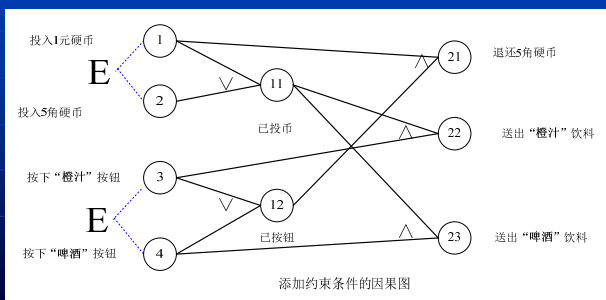 投入1元硬币
1
21
退还5角硬币
E
∧
∨
11
2
投入5角硬币
已投币
22
送出“橙汁”饮料
∧
按下“橙汁”按钮
3
∨
12
E
已按钮
∧
23
送出“啤酒”饮料
按下“啤酒”按钮
4
添加约束条件的因果图